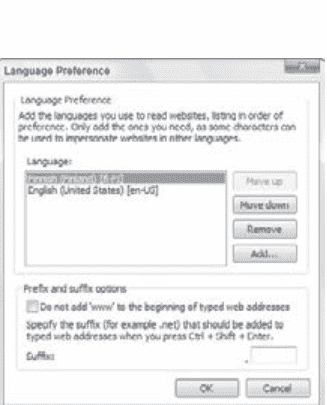 Language Preference
Language Preference
Add the languages you use to read websites, listing in order of
preference. Only add the ones you need, as some characters can
be used to impersonate websites in other languages.
Language:
Finnish (Finland) [fi-FI]
English (United States) [en-US]
Move up
Move down
Remove
Add...
Prefix and suffix options
Do not add 'www' to the beginning of typed web addresses
Specify the suffix (for example .net) that should be added to
typed web addresses when you press Ctrl + Shift + Enter.
Suffix:
.
OK
Cancel